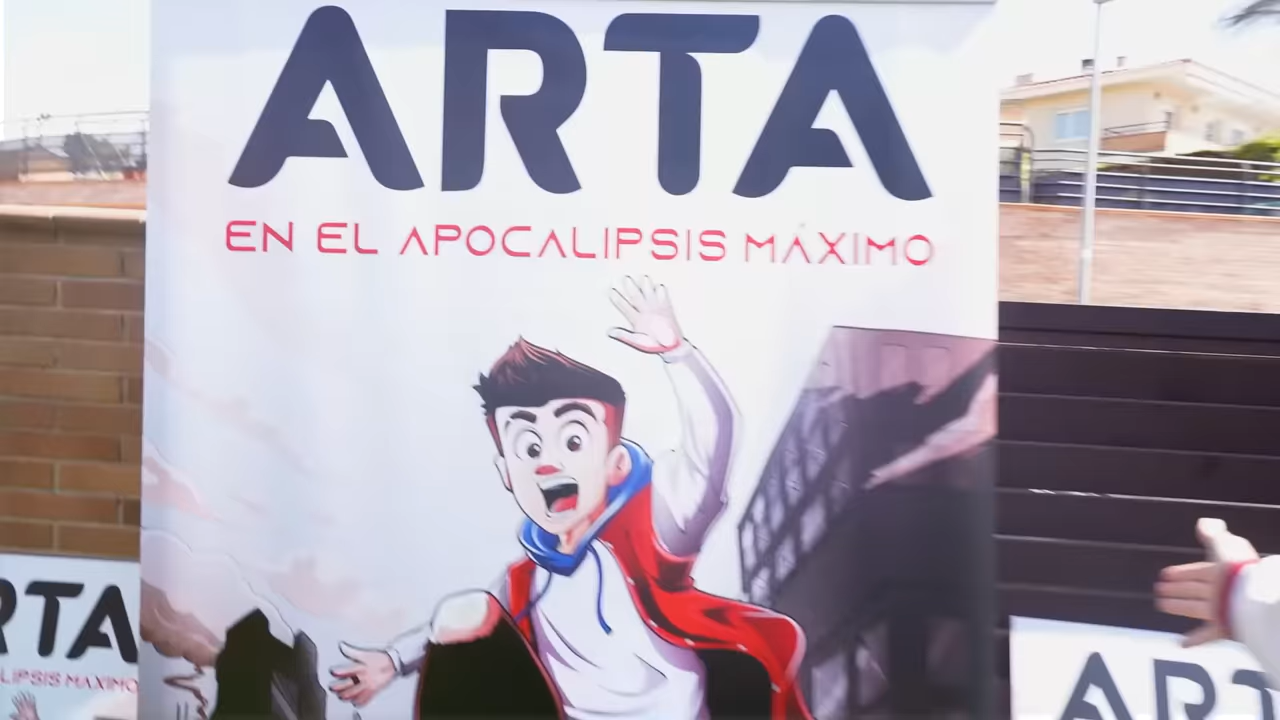 ARTA
EN EL APOCALIPSIS MÁXIMO
RTA
LIPSIS MÁXIMO
ART